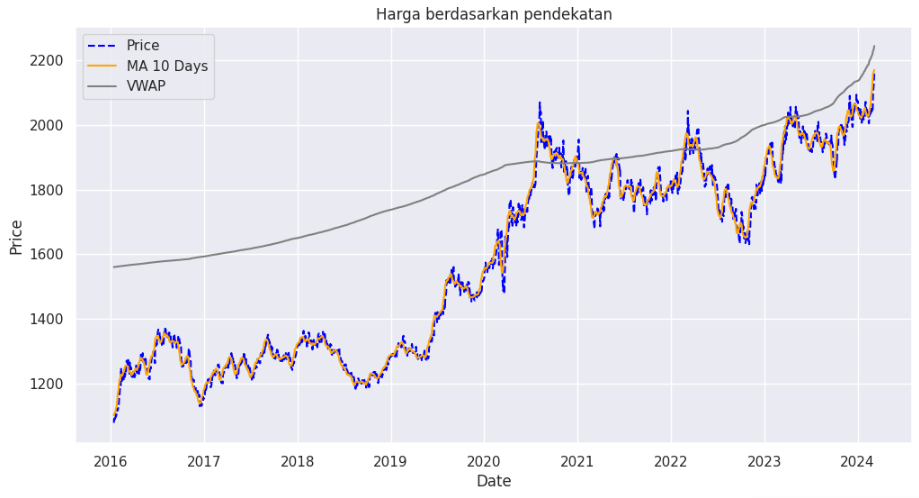 Harga berdasarkan pendekatan
Price
MA 10 Days
VWAP
2200
2000
1800
1600
1400
1200
Price
2016 2017 2018 2019 2020 2021 2022 2023 2024
Date